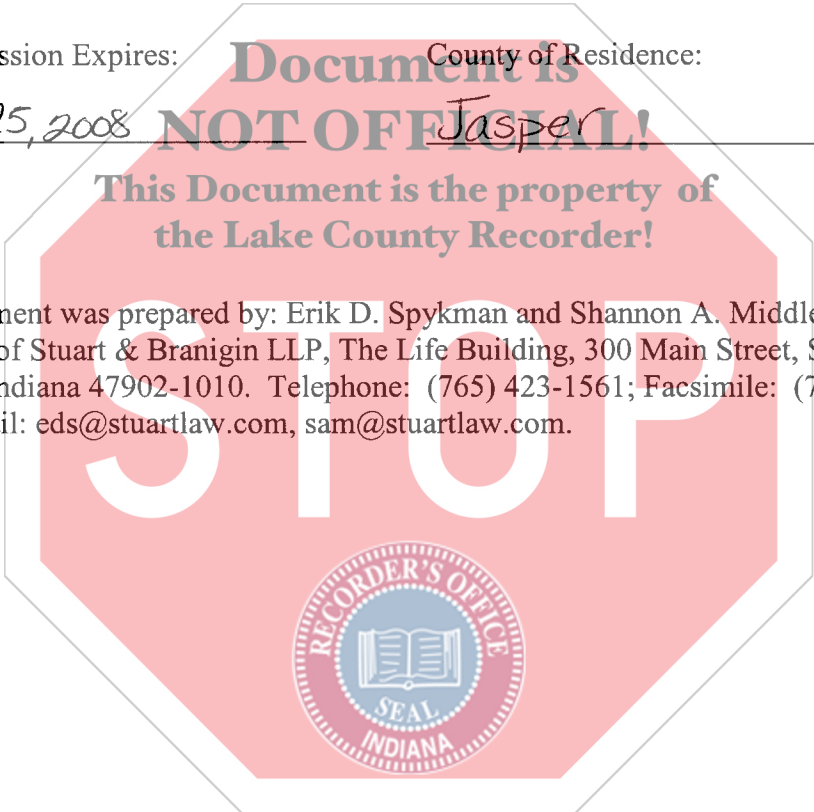 ssion Expires: County of Residence:
Document is
25, 2008 Jasper
NOT OFFICIAL!
This Document is the property of
the Lake County Recorder!
nent was prepared by: Erik D. Spykman and Shannon A. Middle
of Stuart & Branigin LLP, The Life Building, 300 Main Street, S
ndiana 47902-1010. Telephone: (765) 423-1561; Facsimile: (7
il: eds@stuartlaw.com, sam@stuartlaw.com.
STOP
RECORDER'S OFFICE
SEAL
INDIANA